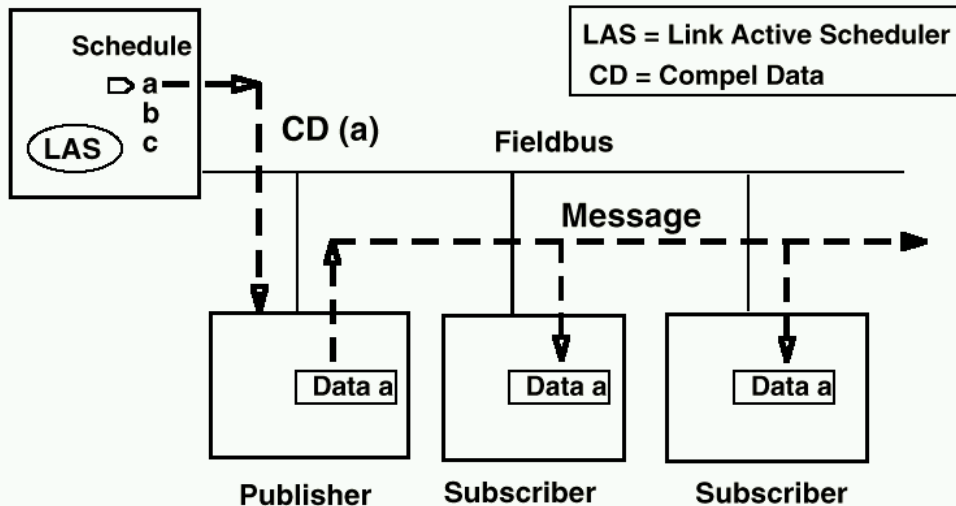 Schedule
a
b
c
LAS
CD (a)
LAS = Link Active Scheduler
CD = Compel Data
Fieldbus
Message
Data a
Data a
Data a
Publisher
Subscriber
Subscriber